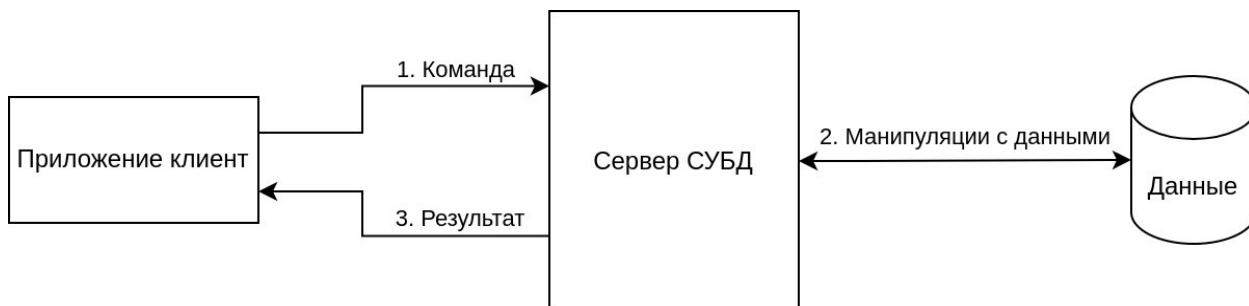 1. Команда
Приложение клиент
Сервер СУБД
2. Манипуляции с данными
Данные
3. Результат